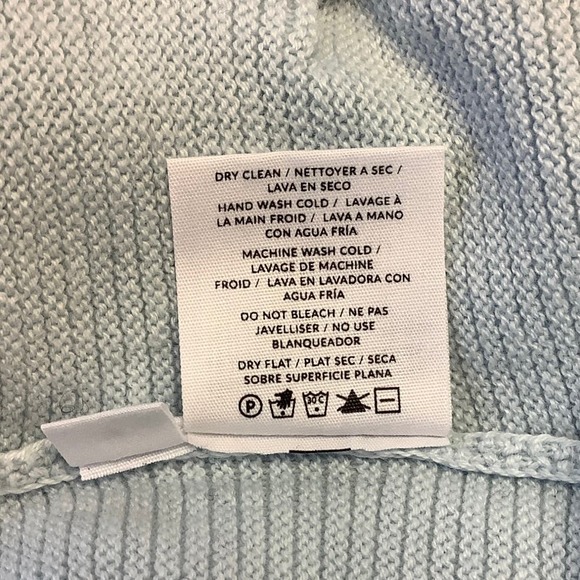 DRY CLEAN / NETTOYER A SEC /
LAVA EN SECO
HAND WASH COLD / LAVAGE À
LA MAIN FROID / LAVA A MANO
CON AGUA FRÍA
MACHINE WASH COLD /
LAVAGE DE MACHINE
FROID / LAVA EN LAVADORA CON
AGUA FRÍA
DO NOT BLEACH / NE PAS
JAVELLISER / NO USE
BLANQUEADOR
DRY FLAT / PLAT SEC / SECA
SOBRE SUPERFICIE PLANA
P 30°C